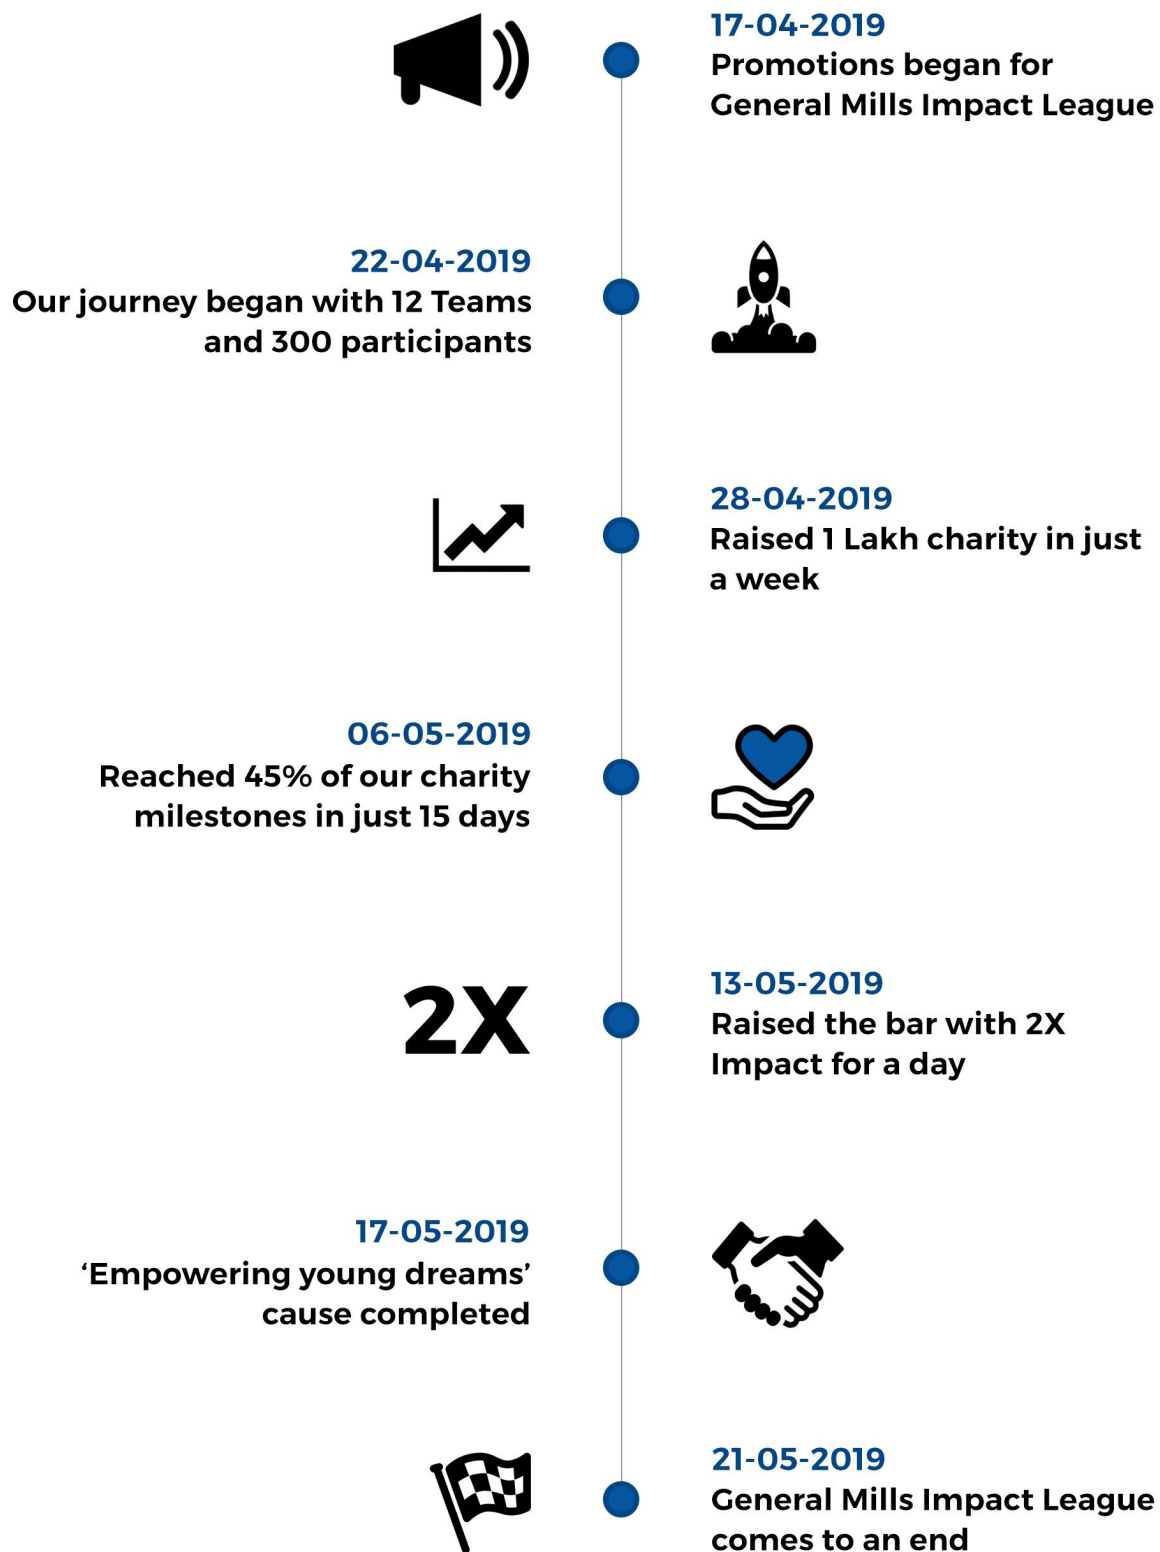 17-04-2019
Promotions began for
General Mills Impact League
22-04-2019
Our journey began with 12 Teams
and 300 participants
28-04-2019
Raised 1 Lakh charity in just
a week
06-05-2019
Reached 45% of our charity
milestones in just 15 days
2X
13-05-2019
Raised the bar with 2X
Impact for a day
17-05-2019
‘Empowering young dreams’
cause completed
21-05-2019
General Mills Impact League
comes to an end